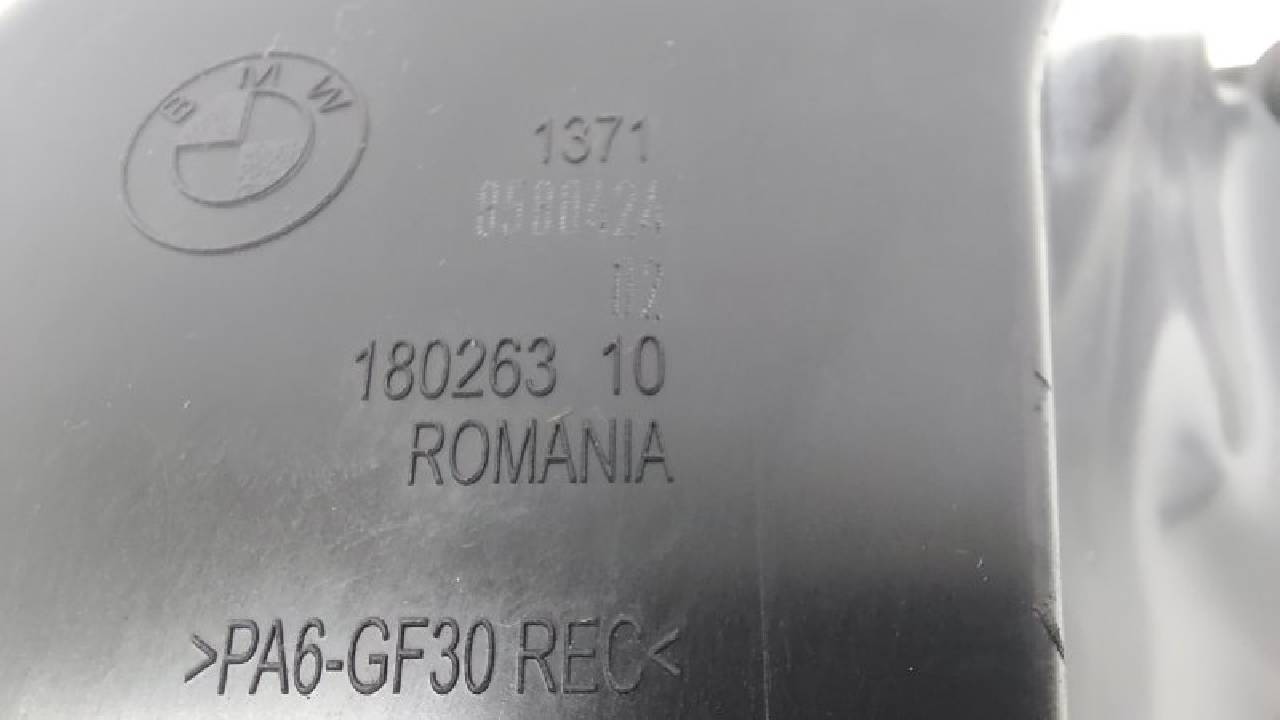 BMW
1371
8580424
02
180263 10
ROMANIA
>PA6-GF30 REC<